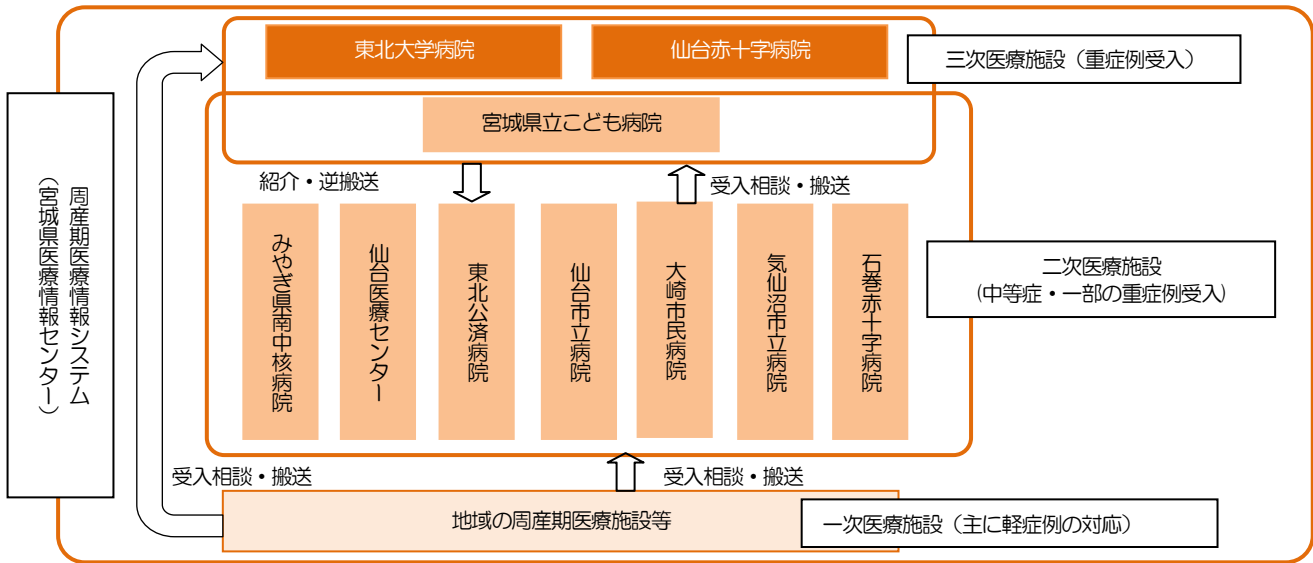 東北大学病院
仙台赤十字病院
三次医療施設（重症例受入）
宮城県立こども病院
紹介・逆搬送
受入相談・搬送
周産期医療情報システム
（宮城県医療情報センター）
みやぎ県南中核病院
仙台医療センター
東北公済病院
仙台市立病院
大崎市民病院
気仙沼市立病院
石巻赤十字病院
二次医療施設
(中等症・一部の重症例受入)
受入相談・搬送
受入相談・搬送
地域の周産期医療施設等
一次医療施設（主に軽症例の対応）